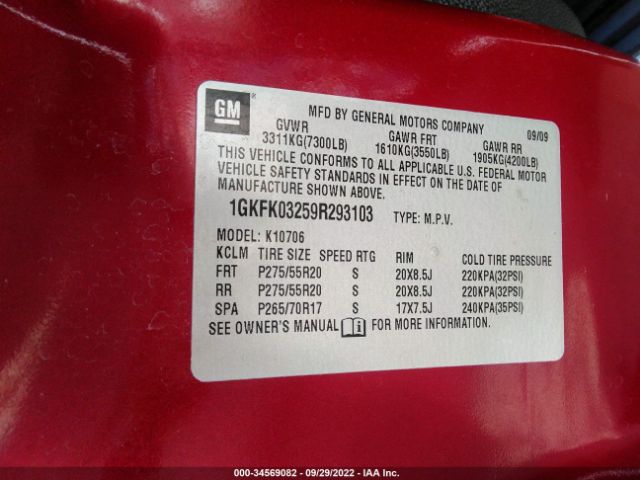 GM ®
MFD BY GENERAL MOTORS COMPANY 09/09
GVWR GAWR FRT GAWR RR
3311KG(7300LB) 1610KG(3550LB) 1905KG(4200LB)
THIS VEHICLE CONFORMS TO ALL APPLICABLE U.S. FEDERAL MOTOR
VEHICLE SAFETY STANDARDS IN EFFECT ON THE DATE OF
MANUFACTURE SHOWN ABOVE.
1GKFK03259R293103 TYPE: M.P.V.
MODEL: K10706
KCLM TIRE SIZE SPEED RTG RIM COLD TIRE PRESSURE
FRT P275/55R20 S 20X8.5J 220KPA(32PSI)
RR P275/55R20 S 20X8.5J 220KPA(32PSI)
SPA P265/70R17 S 17X7.5J 240KPA(35PSI)
SEE OWNER'S MANUAL FOR MORE INFORMATION.
000-34569082 - 09/29/2022 - IAA Inc.